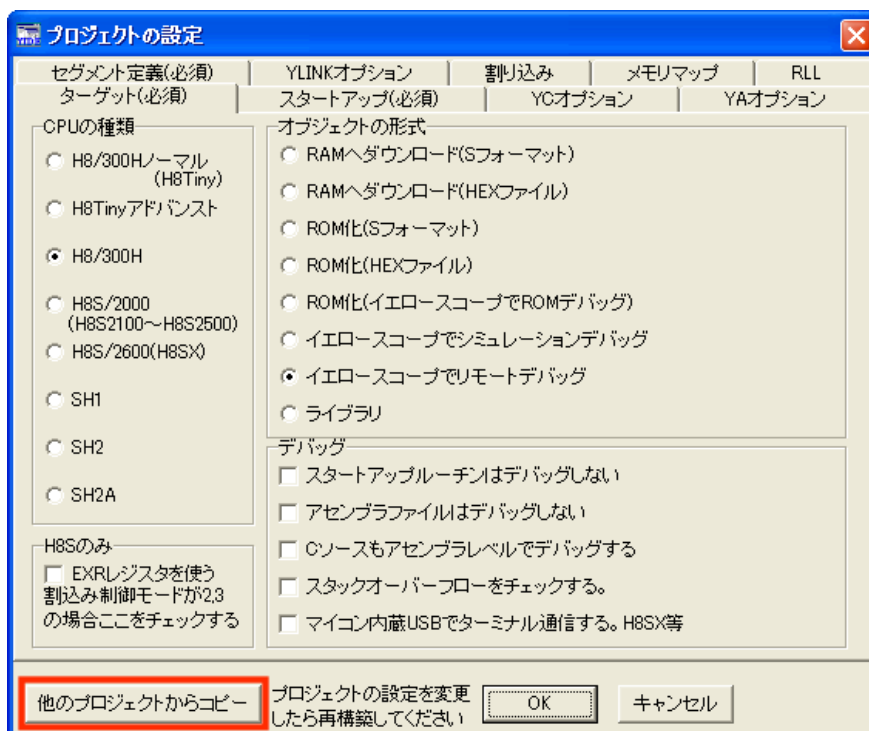 プロジェクトの設定
セグメント定義(必須) YLINKオプション 割り込み メモリマップ RLL
ターゲット(必須) スタートアップ(必須) YCオプション YAオプション
CPUの種類
H8/300Hノーマル
(H8Tiny)
H8Tinyアドバンスト
H8/300H
H8S/2000
(H8S2100～H8S2500)
H8S/2600(H8SX)
SH1
SH2
SH2A
H8Sのみ
EXRレジスタを使う
割込み制御モードが2,3
の場合ここをチェックする
オブジェクトの形式
RAMへダウンロード(Sフォーマット)
RAMへダウンロード(HEXファイル)
ROM化(Sフォーマット)
ROM化(HEXファイル)
ROM化(イエロースコープでROMデバッグ)
イエロースコープでシミュレーションデバッグ
イエロースコープでリモートデバッグ
ライブラリ
デバッグ
スタートアップルーチンはデバッグしない
アセンブラファイルはデバッグしない
Cソースもアセンブラレベルでデバッグする
スタックオーバーフローをチェックする。
マイコン内蔵USBでターミナル通信する。H8SX等
他のプロジェクトからコピー
プロジェクトの設定を変更
したら再構築してください
OK
キャンセル